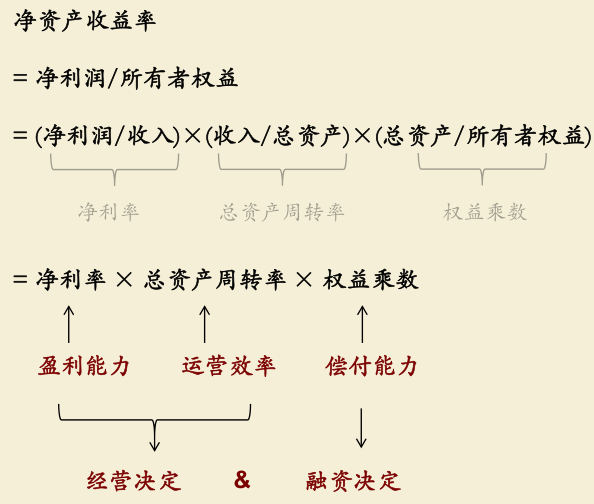 净资产收益率
= 净利润/所有者权益
= (净利润/收入)×(收入/总资产)×(总资产/所有者权益)
净利率 总资产周转率 权益乘数
= 净利率 × 总资产周转率 × 权益乘数
盈利能力 运营效率 偿付能力
经营决定 & 融资决定